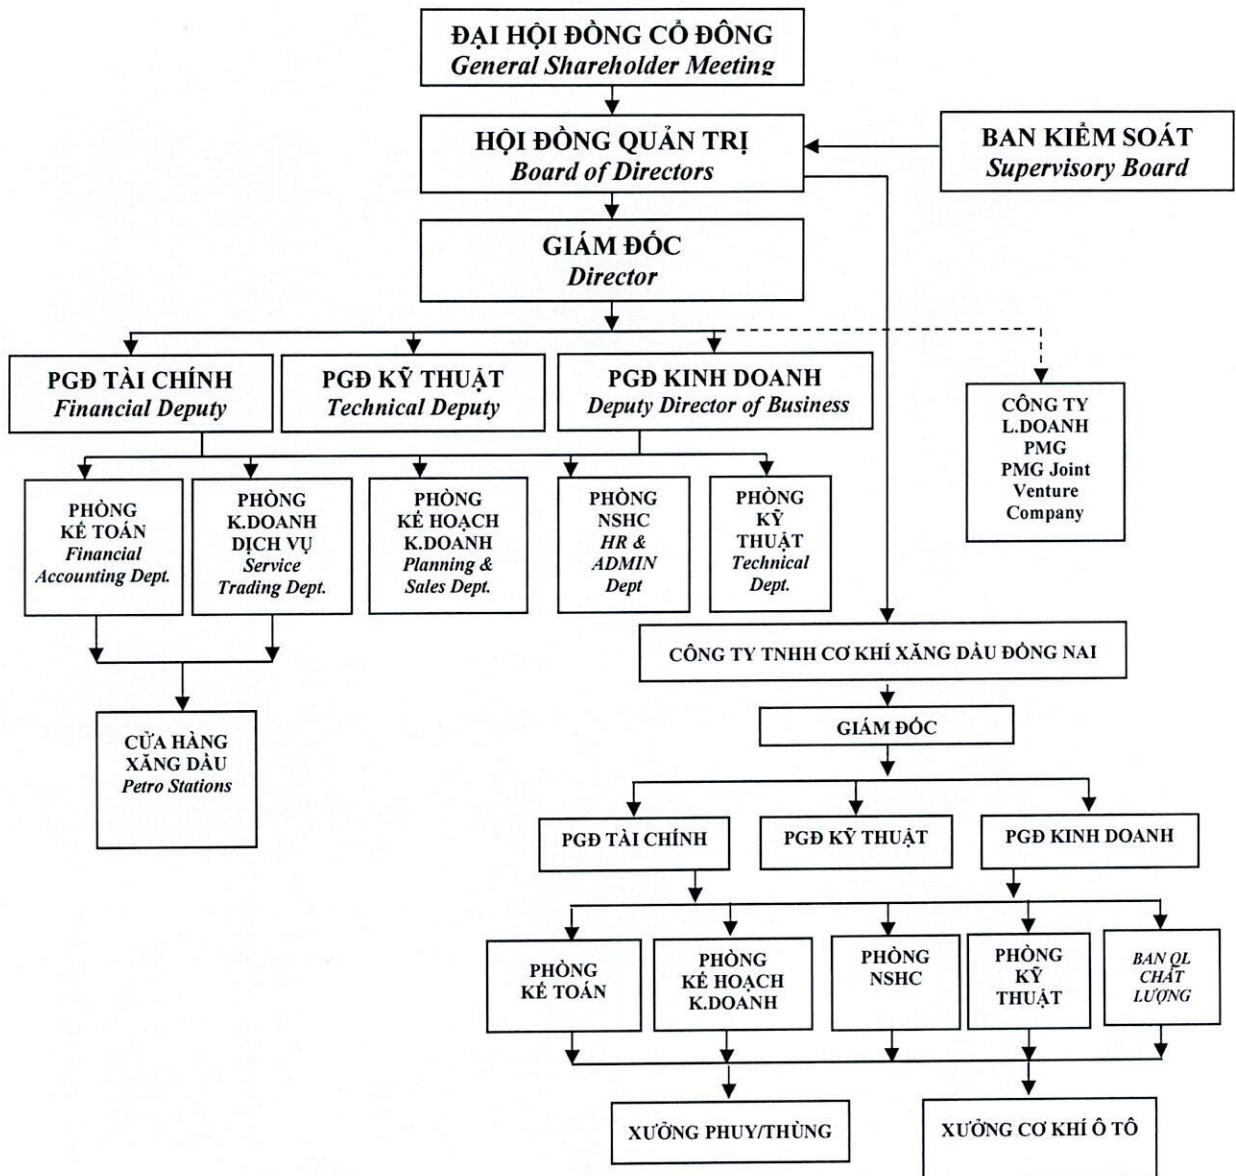 ĐẠI HỘI ĐỒNG CỔ ĐÔNG
General Shareholder Meeting
HỘI ĐỒNG QUẢN TRỊ
Board of Directors
BAN KIỂM SOÁT
Supervisory Board
GIÁM ĐỐC
Director
PGĐ TÀI CHÍNH
Financial Deputy
PGĐ KỸ THUẬT
Technical Deputy
PGĐ KINH DOANH
Deputy Director of Business
CÔNG TY
L.DOANH
PMG
PMG Joint
Venture
Company
PHÒNG
KẾ TOÁN
Financial
Accounting Dept.
PHÒNG
K.DOANH
DỊCH VỤ
Service
Trading Dept.
PHÒNG
KẾ HOẠCH
K.DOANH
Planning &
Sales Dept.
PHÒNG
NSHC
HR &
ADMIN
Dept
PHÒNG
KỸ
THUẬT
Technical
Dept.
CÔNG TY TNHH CƠ KHÍ XĂNG DẦU ĐỒNG NAI
CỬA HÀNG
XĂNG DẦU
Petro Stations
GIÁM ĐỐC
PGĐ TÀI CHÍNH
PGĐ KỸ THUẬT
PGĐ KINH DOANH
PHÒNG
KẾ TOÁN
PHÒNG
KẾ HOẠCH
K.DOANH
PHÒNG
NSHC
PHÒNG
KỸ
THUẬT
BAN QL
CHẤT
LƯỢNG
XƯỞNG PHUY/THÙNG
XƯỞNG CƠ KHÍ Ô TÔ